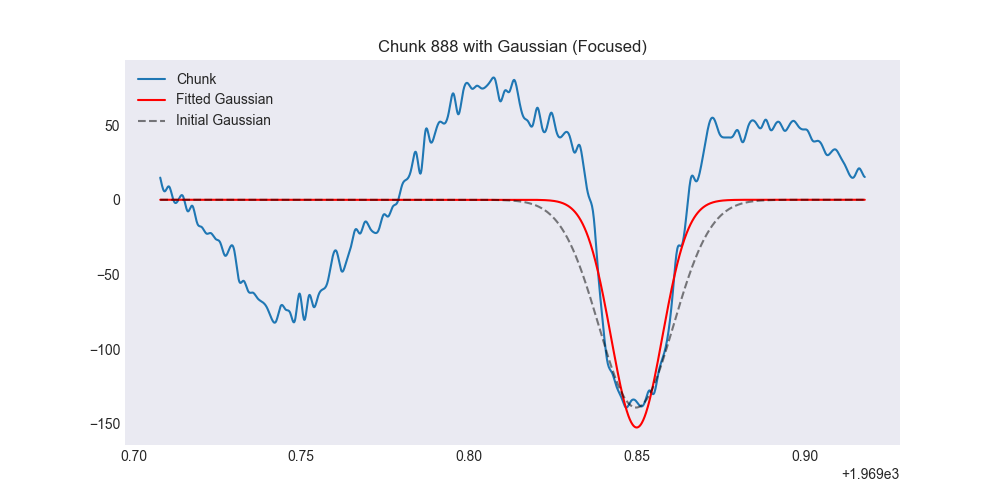 Chunk 888 with Gaussian (Focused)
Chunk
Fitted Gaussian
Initial Gaussian
50
0
−50
−100
−150
0.70 0.75 0.80 0.85 0.90
+1.969e3